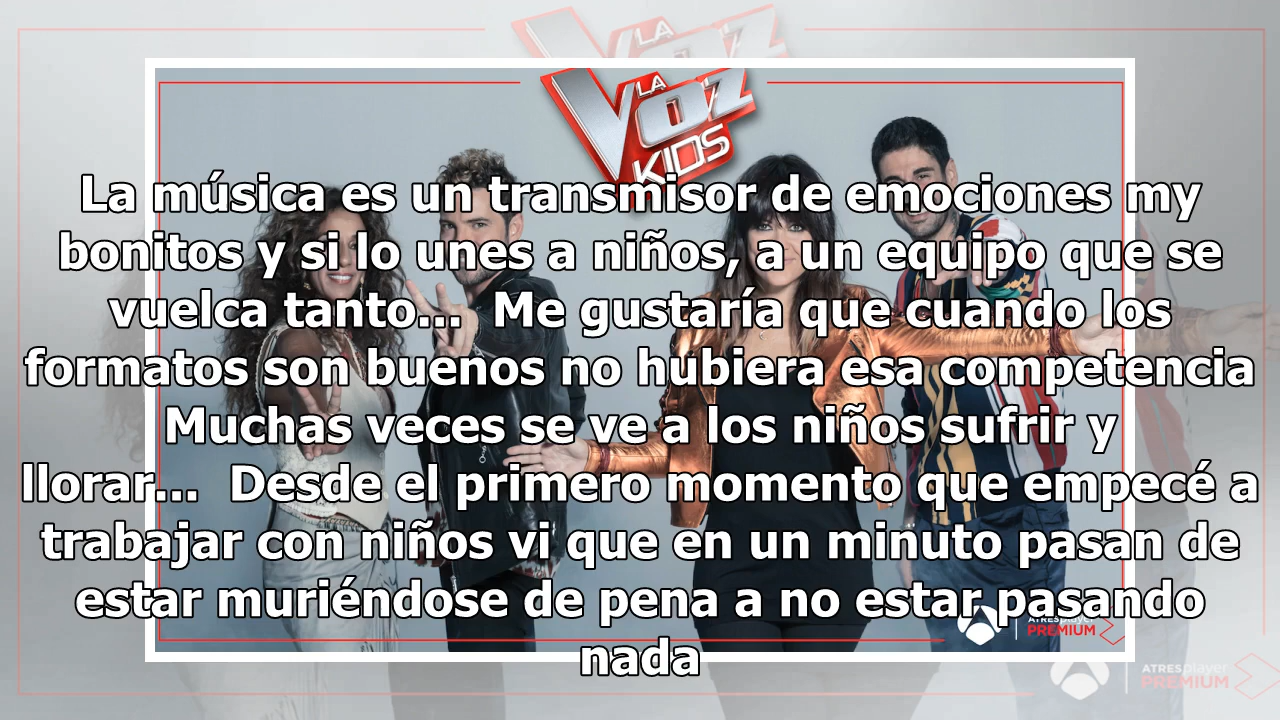 LA
VOZ
LA
VOZ
KIDS
La música es un transmisor de emociones my
bonitos y si lo unes a niños, a un equipo que se
vuelca tanto...  Me gustaría que cuando los
formatos son buenos no hubiera esa competencia
Muchas veces se ve a los niños sufrir y
llorar...  Desde el primero momento que empecé a
trabajar con niños vi que en un minuto pasan de
estar muriéndose de pena a no estar pasando
nada
ATRESplayer
PREMIUM
ATRESplayer
PREMIUM